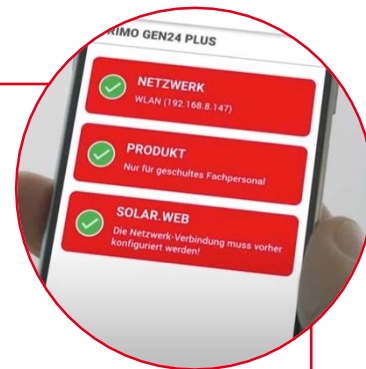 GEN24 PLUS
NETZWERK
WLAN (192.168.8.147)
PRODUKT
Nur für geschultes Fachpersonal
SOLAR.WEB
Die Netzwerk-Verbindung muss vorher
konfiguriert werden!